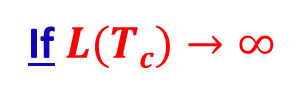 If L(T_c) → ∞